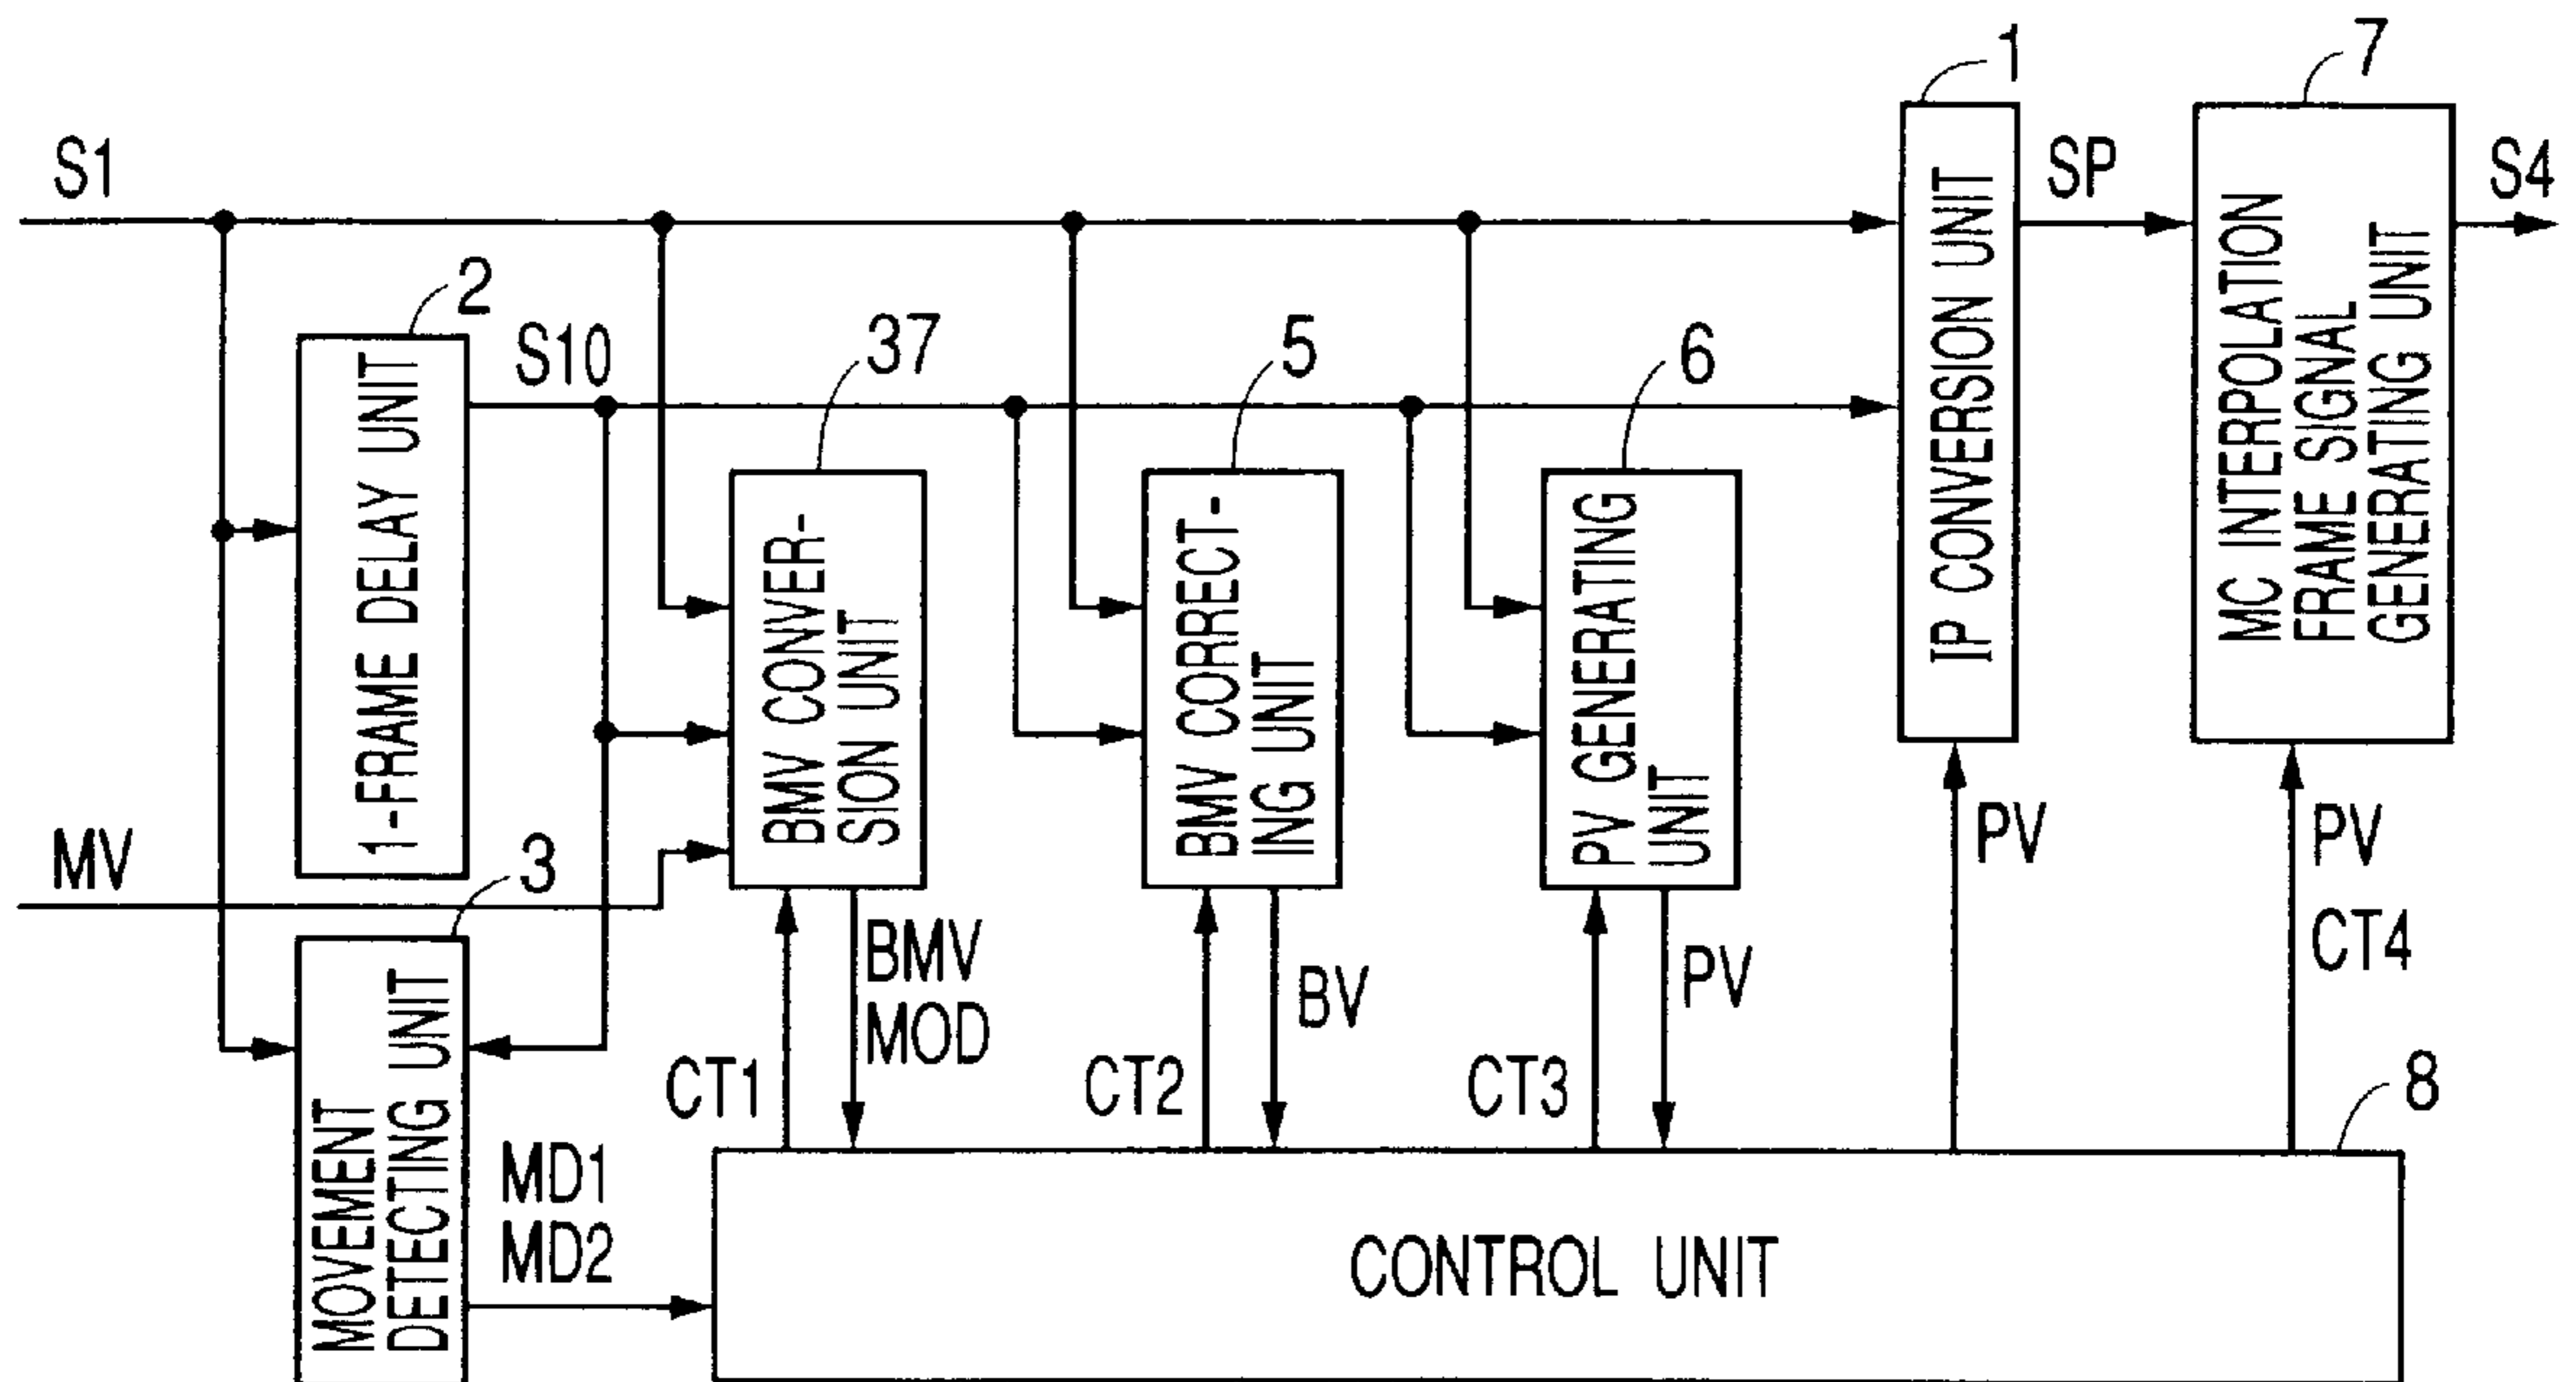 1
7
S1
SP
S4
2
S10
37
5
6
1-FRAME DELAY UNIT
BMV CONVER-
SION UNIT
BMV CORRECT-
ING UNIT
PV GENERATING
UNIT
IP CONVERSION UNIT
MC INTERPOLATION
FRAME SIGNAL
GENERATING UNIT
MV
3
PV
PV
CT4
BMV
MOD
BV
PV
MOVEMENT
DETECTING UNIT
CT1
CT2
CT3
8
MD1
MD2
CONTROL UNIT